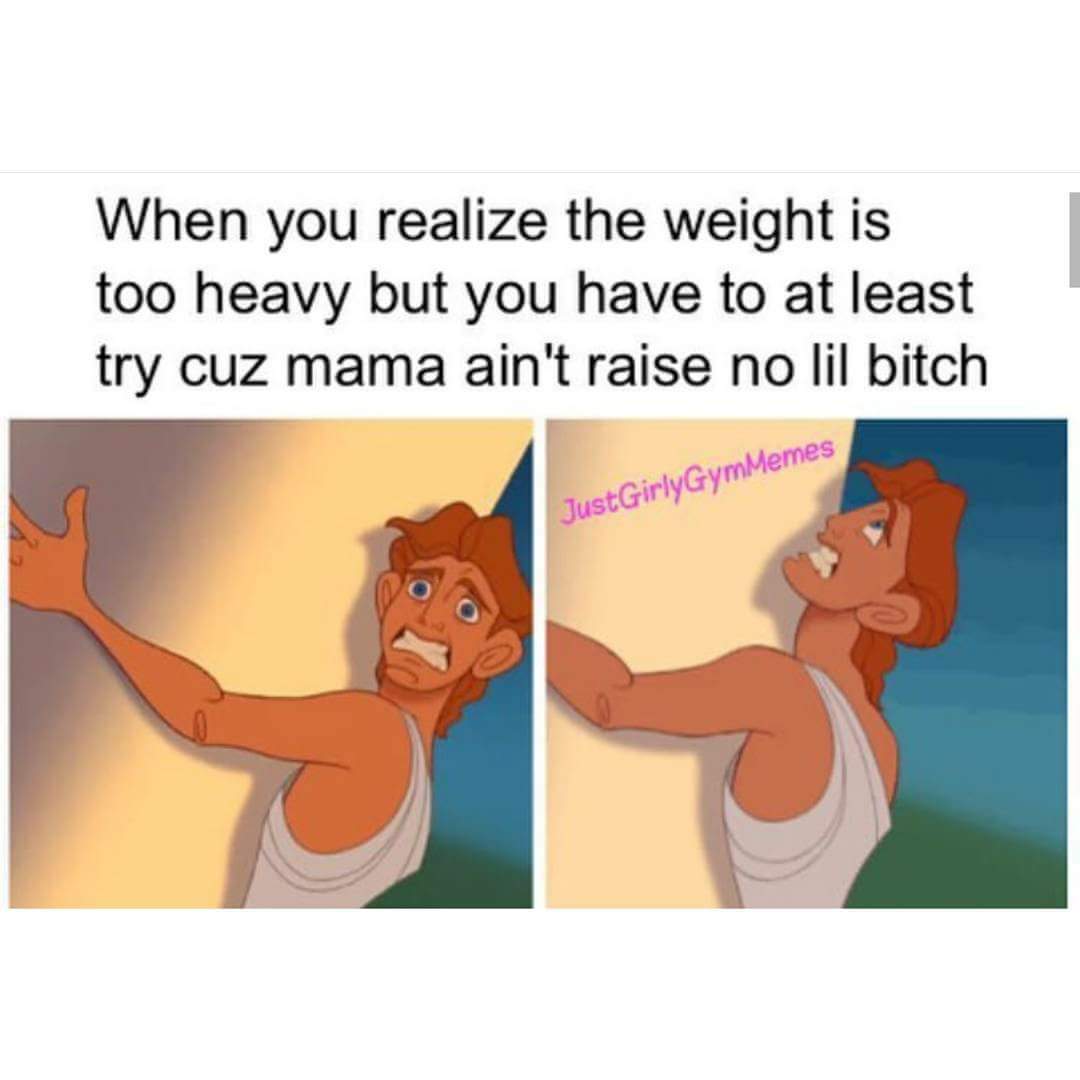 When you realize the weight is
too heavy but you have to at least
try cuz mama ain't raise no lil bitch
JustGirlyGymMemes